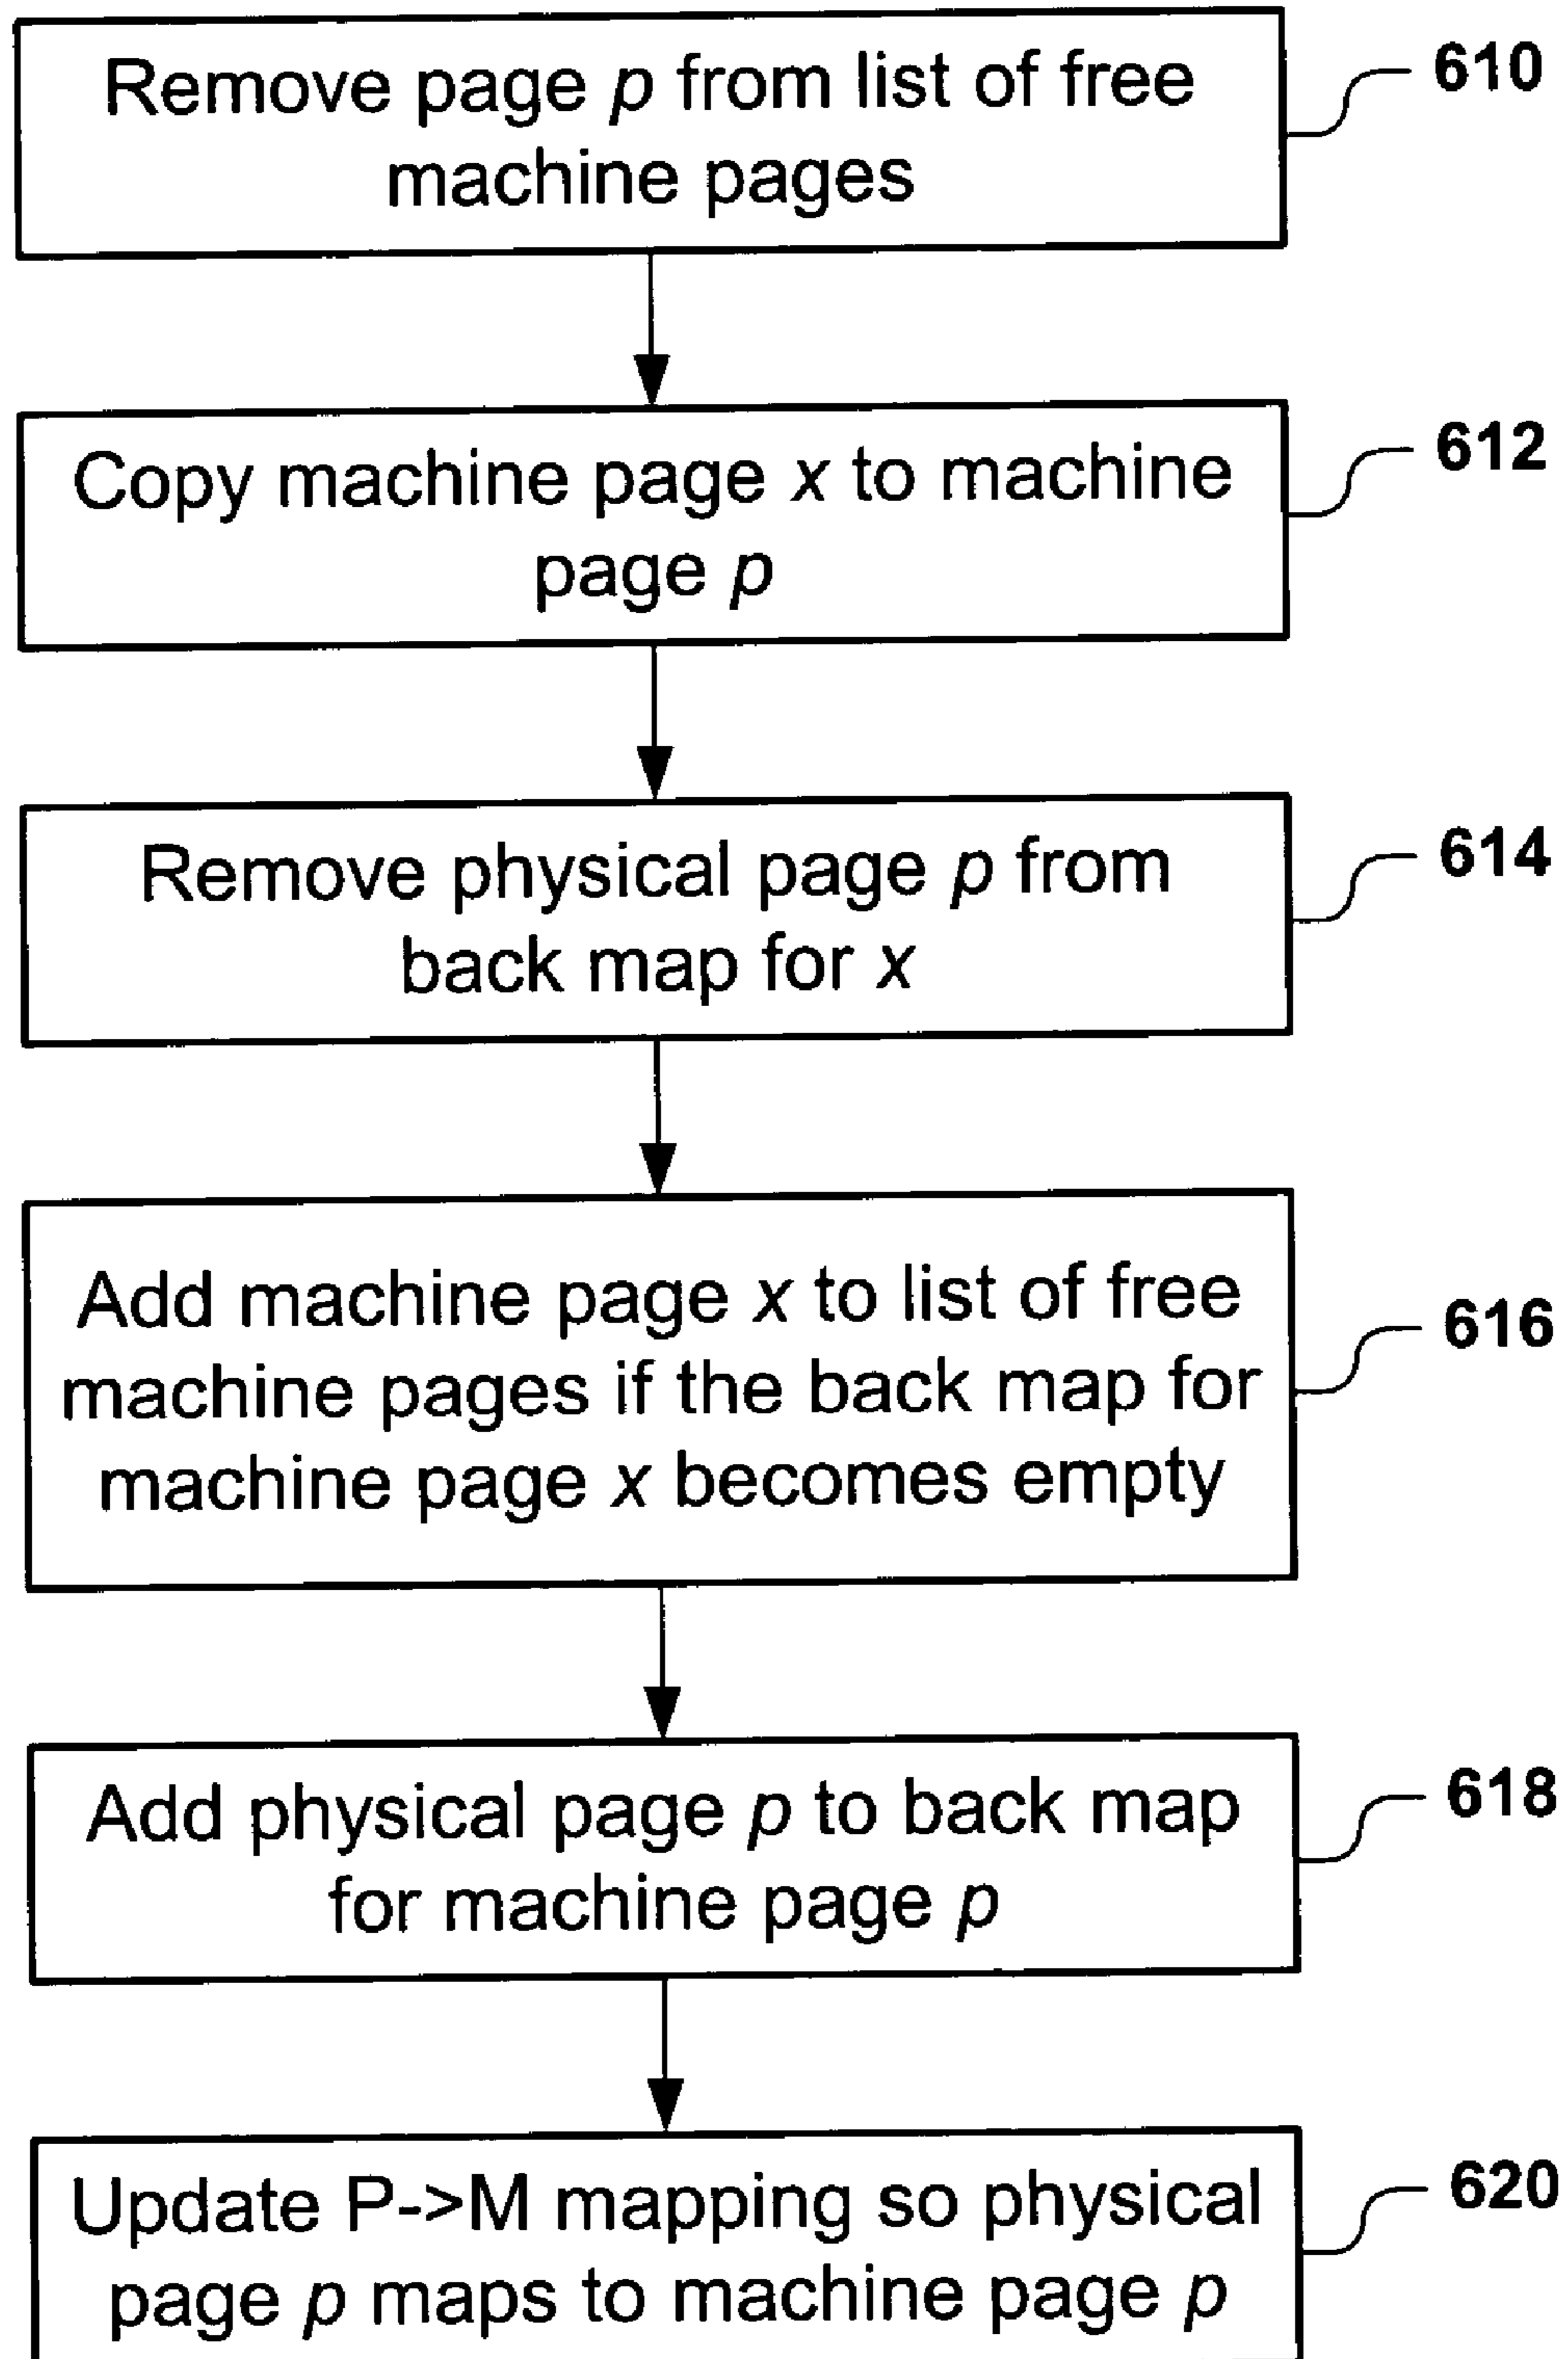 Remove page p from list of free
machine pages
610
Copy machine page x to machine
page p
612
Remove physical page p from
back map for x
614
Add machine page x to list of free
machine pages if the back map for
machine page x becomes empty
616
Add physical page p to back map
for machine page p
618
Update P->M mapping so physical
page p maps to machine page p
620